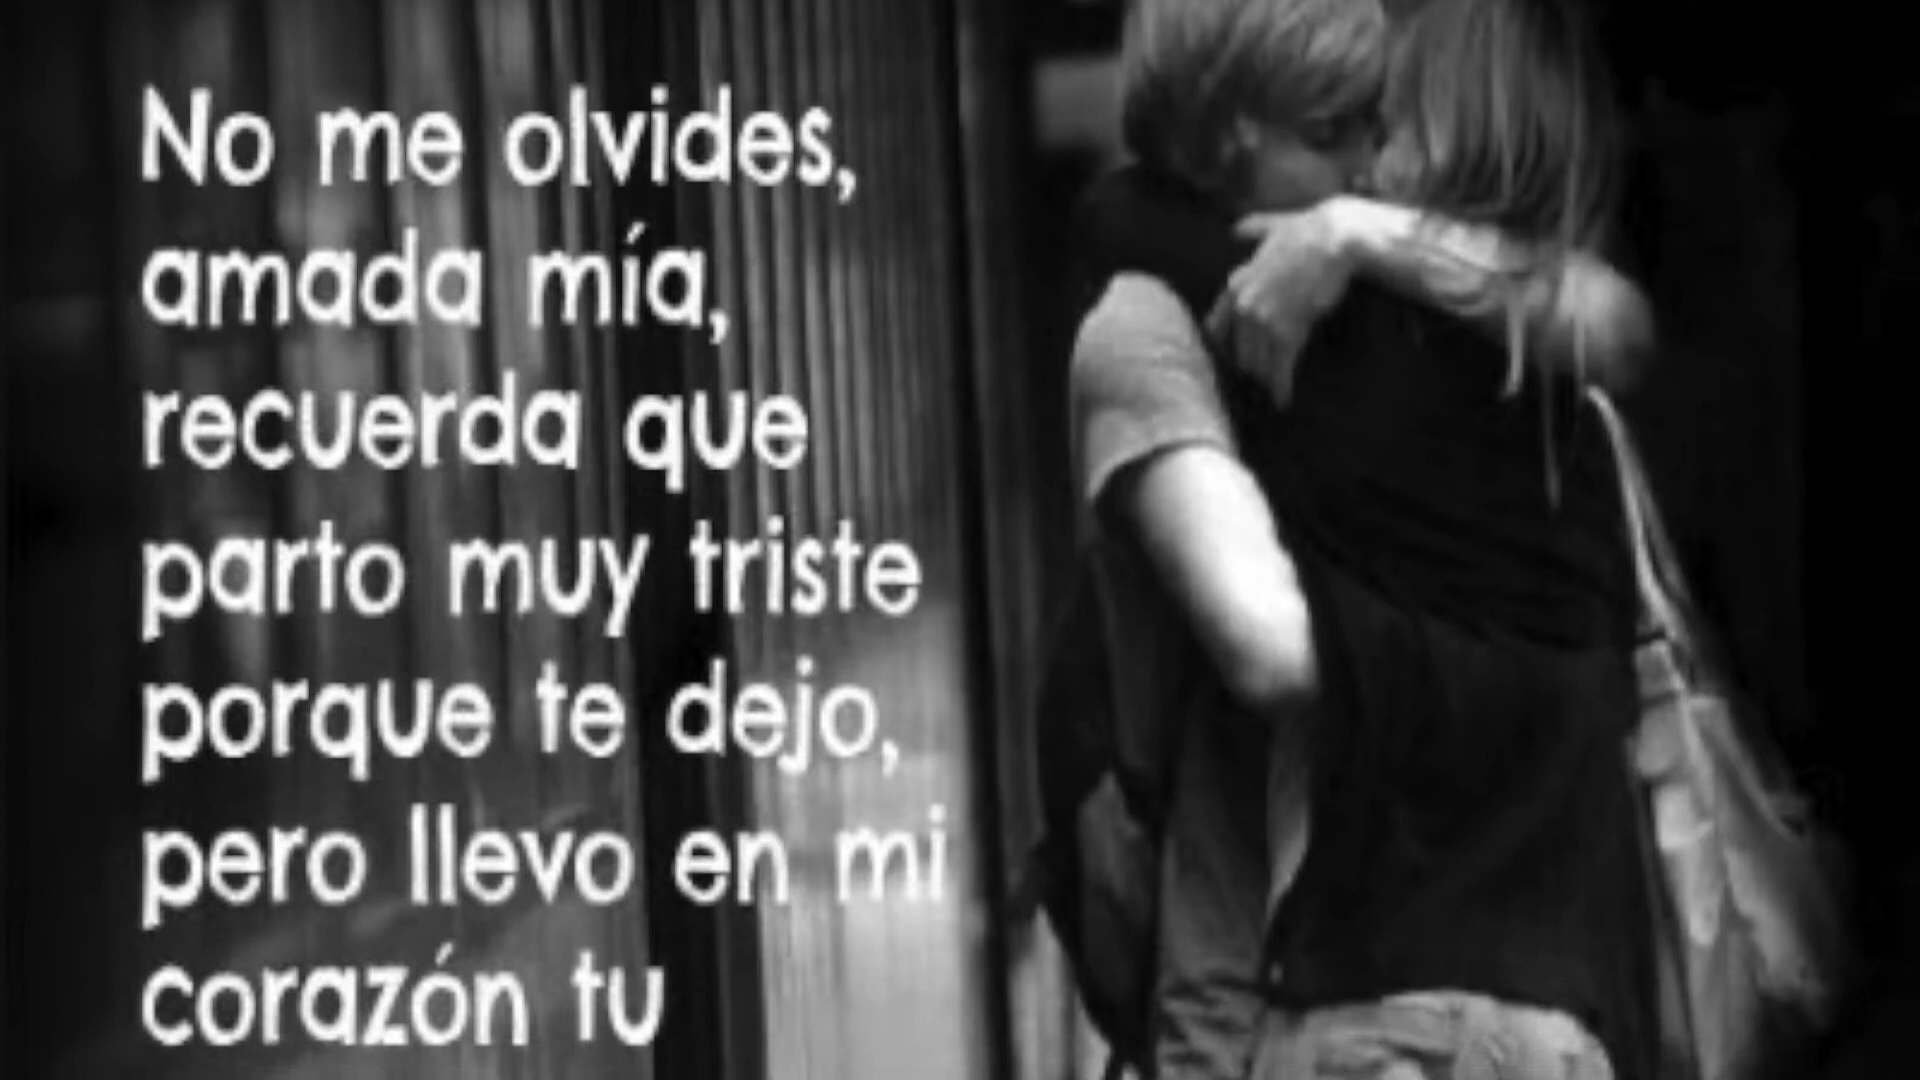 No me olvides,
amada mía,
recuerda que
parto muy triste
porque te dejo,
pero llevo en mi
corazón tu